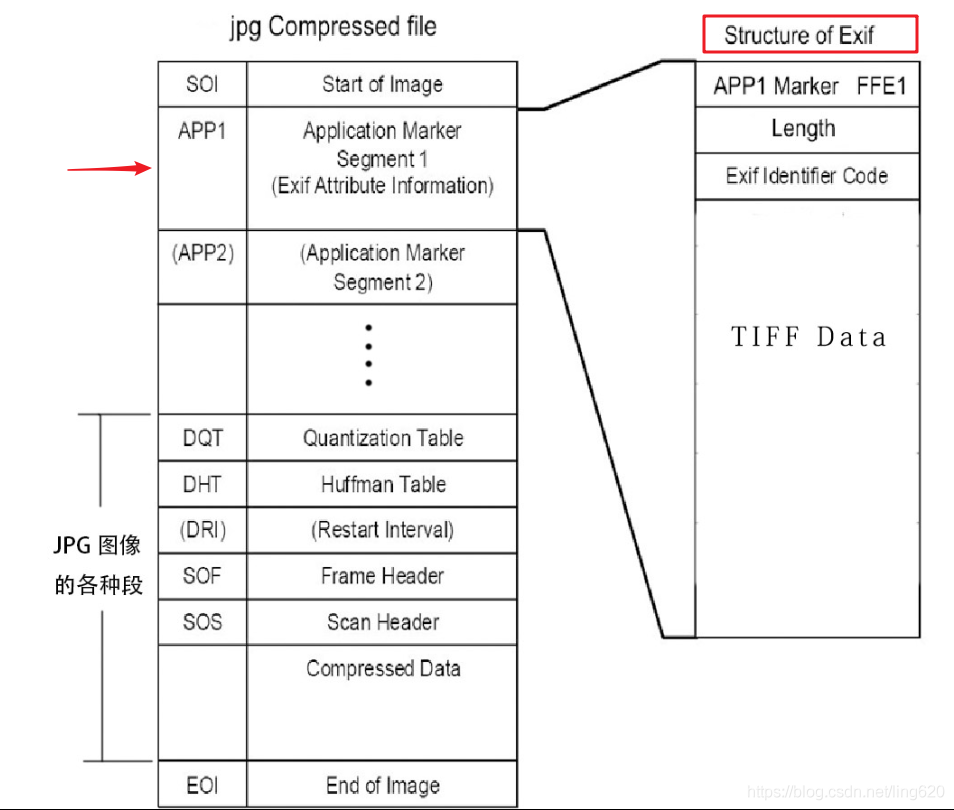 jpg Compressed file
Structure of Exif
SOI Start of Image
APP1 Application Marker
Segment 1
(Exif Attribute Information)
(APP2) (Application Marker
Segment 2)
DQT Quantization Table
DHT Huffman Table
(DRI) (Restart Interval)
SOF Frame Header
SOS Scan Header
Compressed Data
EOI End of Image
JPG 图像
的各种段
APP1 Marker FFE1
Length
Exif Identifier Code
TIFF Data
https://blog.csdn.net/ling620